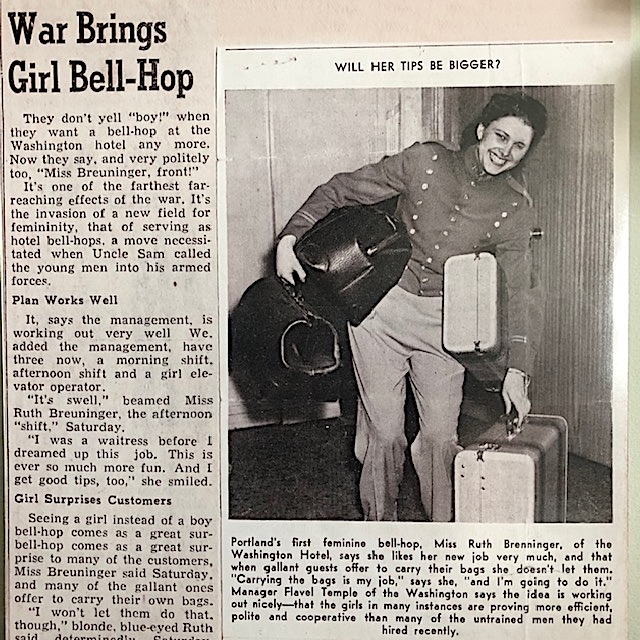 War Brings
Girl Bell-Hop
They don't yell "boy!" when
they want a bell-hop at the
Washington hotel any more.
Now they say, and very politely
too, "Miss Breuninger, front!"
It's one of the farthest far-
reaching effects of the war. It's
the invasion of a new field for
femininity, that of serving as
hotel bell-hops, a move necessi-
tated when Uncle Sam called
the young men into his armed
forces.
Plan Works Well
It, says the management, is
working out very well We,
added the management, have
three now, a morning shift,
afternoon shift and a girl ele-
vator operator.
"It's swell," beamed Miss
Ruth Breuninger, the afternoon
"shift," Saturday.
"I was a waitress before I
dreamed up this job. This is
ever so much more fun. And I
get good tips, too," she smiled.
Girl Surprises Customers
Seeing a girl instead of a boy
bell-hop comes as a great sur-
bell-hop comes as a great sur-
prise to many of the customers,
Miss Breuninger said Saturday,
and many of the gallant ones
offer to carry their own bags.
"I won't let them do that,
though," blonde, blue-eyed Ruth
said determinedly Saturday
WILL HER TIPS BE BIGGER?
Portland's first feminine bell-hop, Miss Ruth Brenninger, of the
Washington Hotel, says she likes her new job very much, and that
when gallant guests offer to carry their bags she doesn't let them.
"Carrying the bags is my job," says she, "and I'm going to do it."
Manager Flavel Temple of the Washington says the idea is working
out nicely—that the girls in many instances are proving more efficient,
polite and cooperative than many of the untrained men they had
hired recently.